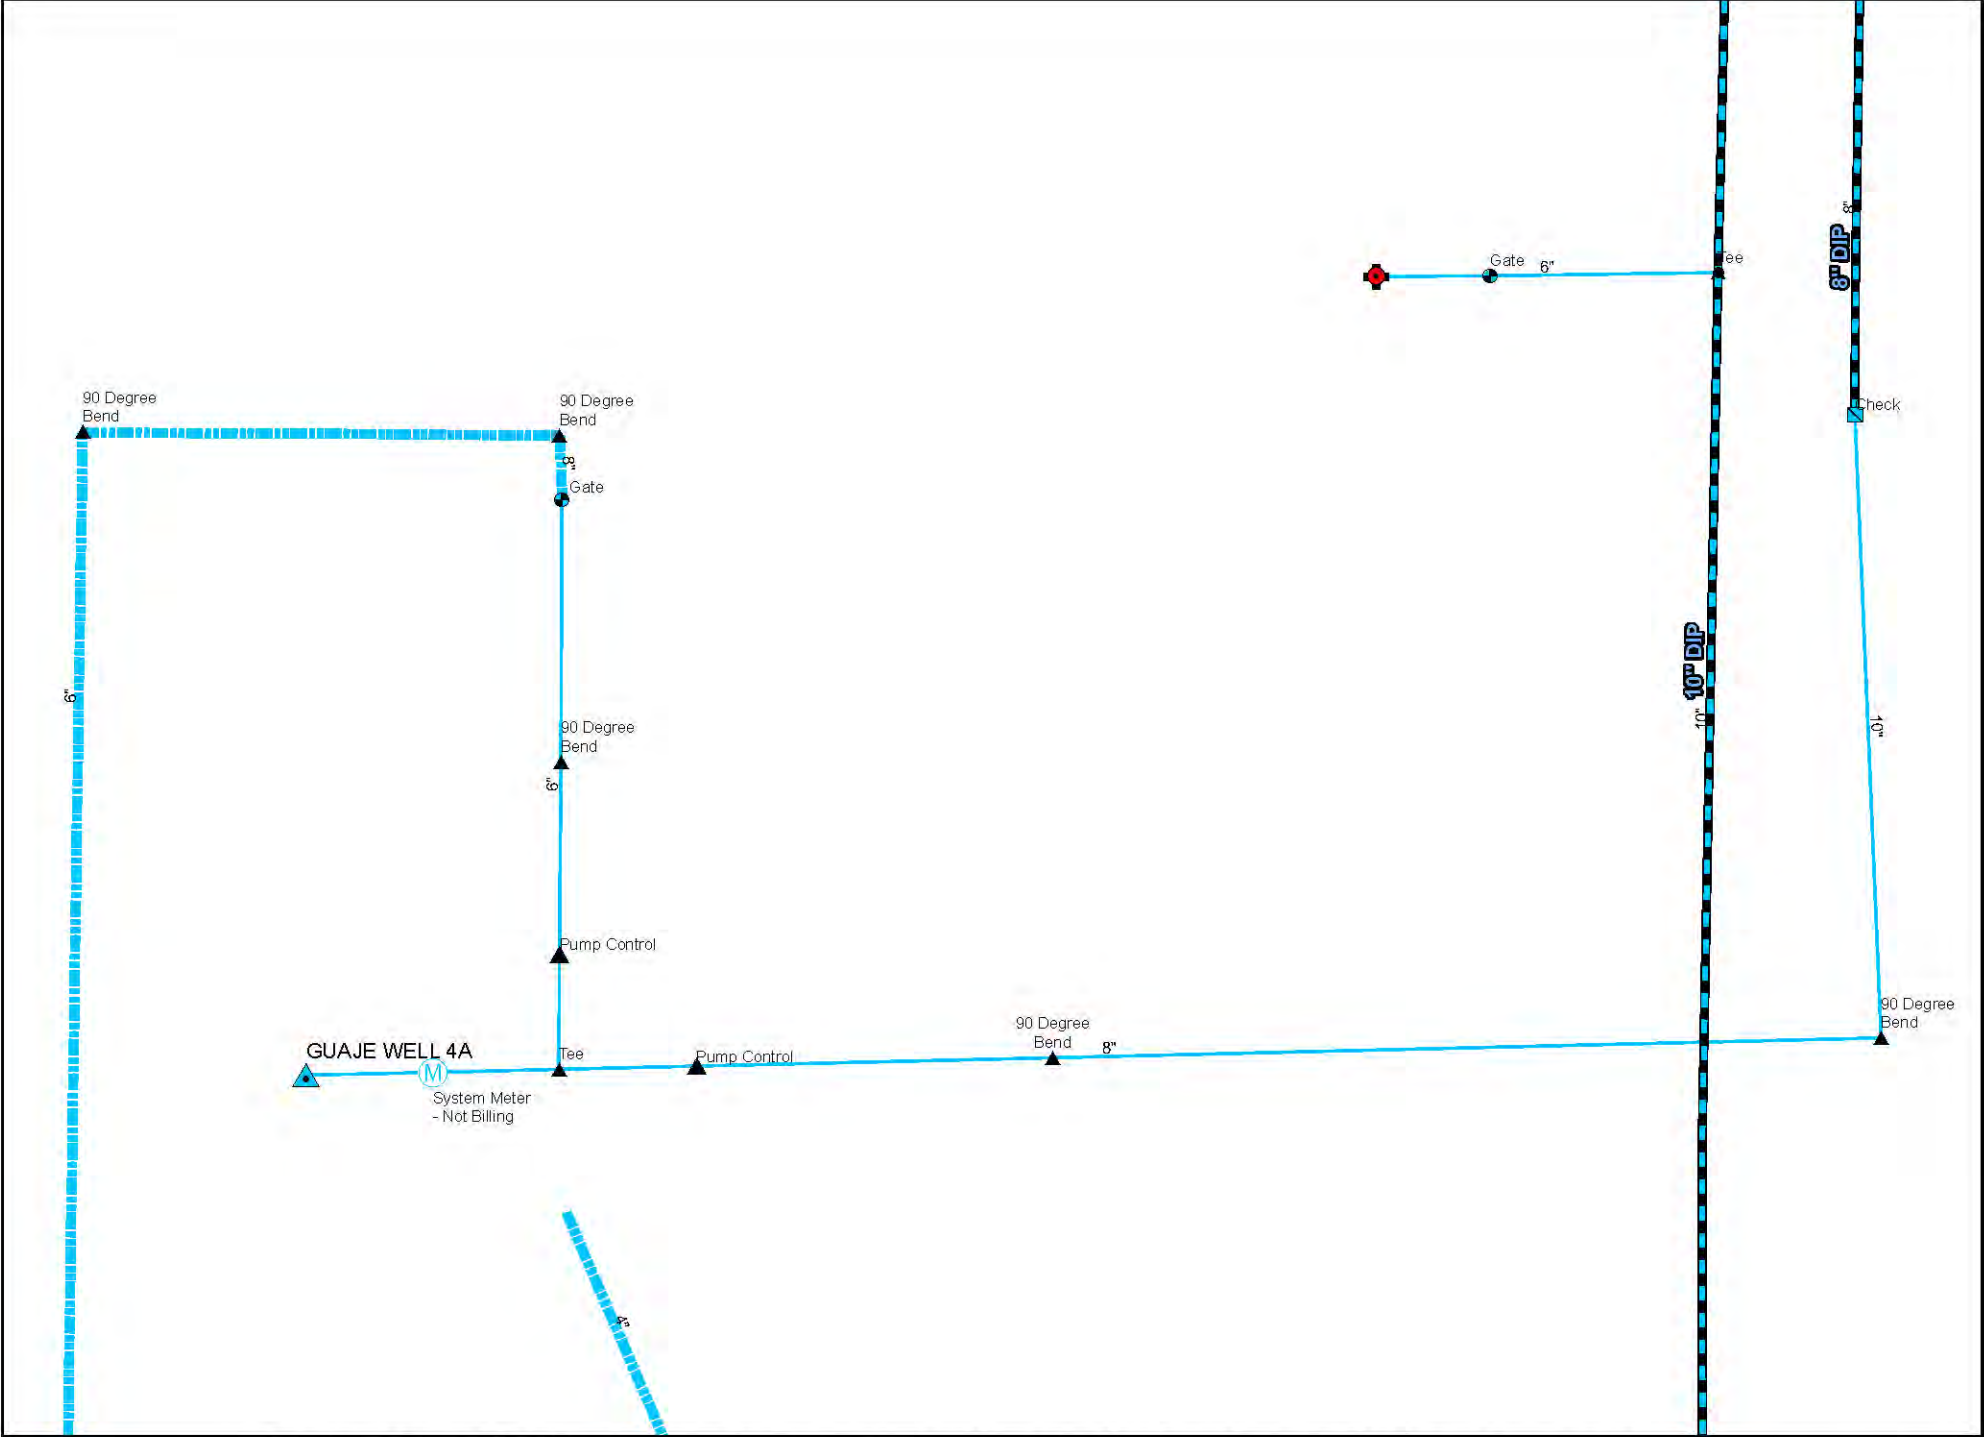 8"
8" DIP
Gate
6"
Tee
90 Degree
Bend
90 Degree
Bend
Check
8"
Gate
10" DIP
10"
10"
6"
90 Degree
Bend
6"
Pump Control
90 Degree
Bend
90 Degree
Bend
8"
GUAJE WELL 4A
M
Tee
Pump Control
System Meter
- Not Billing
4"